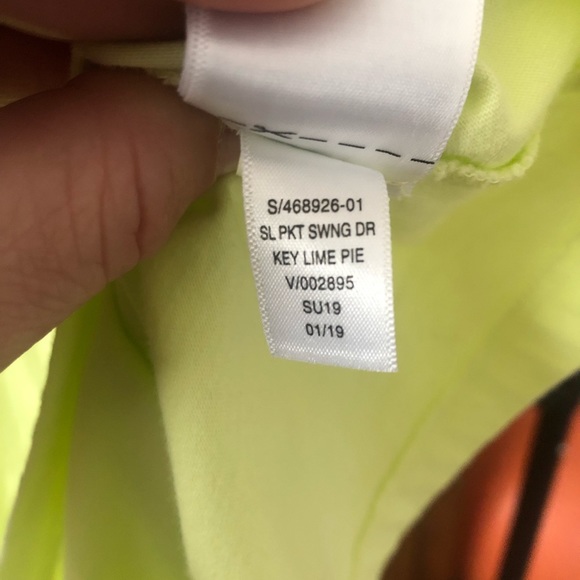 S/468926-01
SL PKT SWNG DR
KEY LIME PIE
V/002895
SU19
01/19